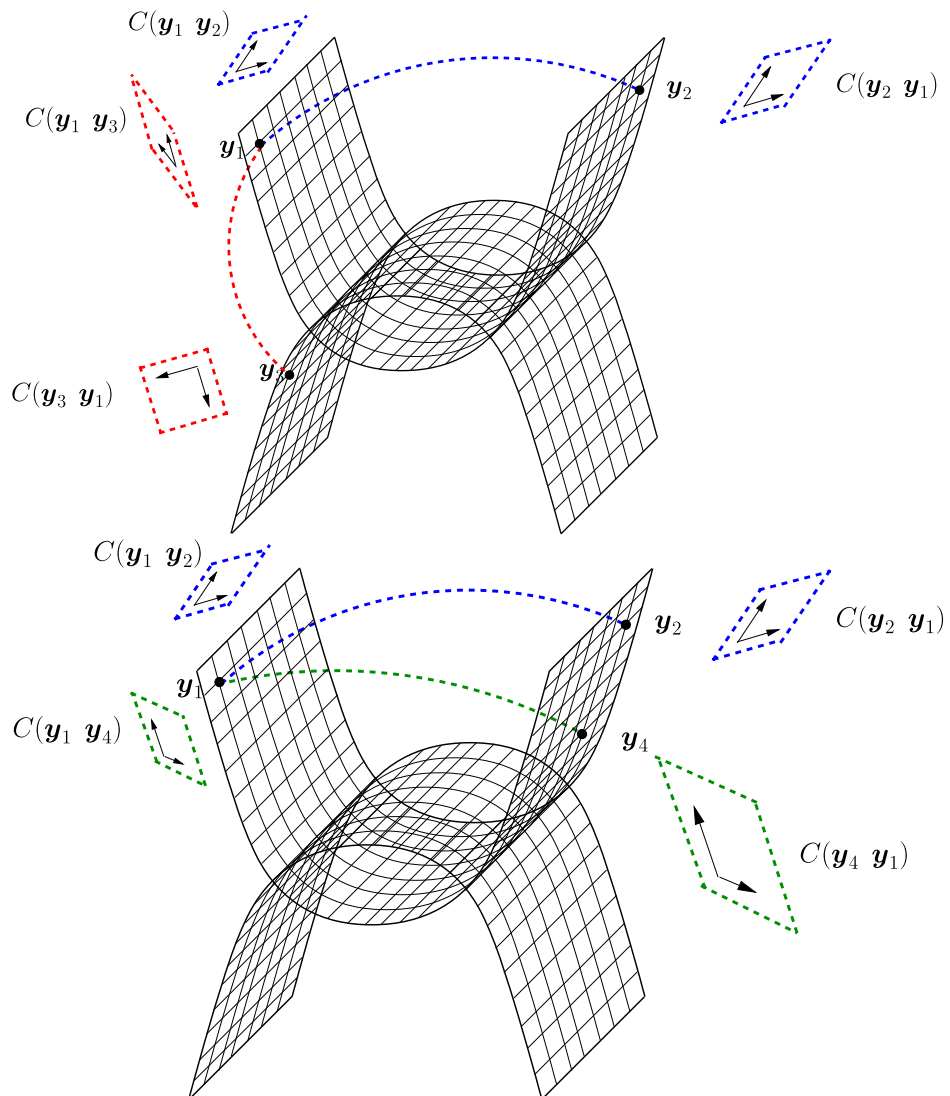 C(y₁ y₂)
C(y₂ y₁)
y₂
C(y₁ y₃)
y₁
y₃
C(y₃ y₁)
C(y₁ y₂)
C(y₂ y₁)
y₂
y₁
C(y₁ y₄)
y₄
C(y₄ y₁)